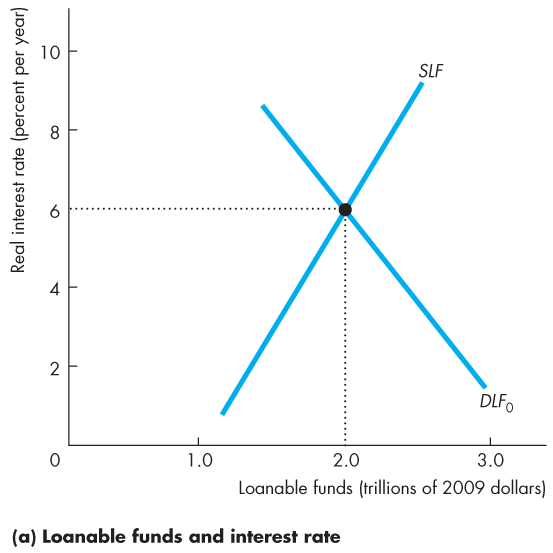 Real interest rate (percent per year)
10
8
6
4
2
0
1.0
2.0
3.0
SLF
DLF0
Loanable funds (trillions of 2009 dollars)
(a) Loanable funds and interest rate